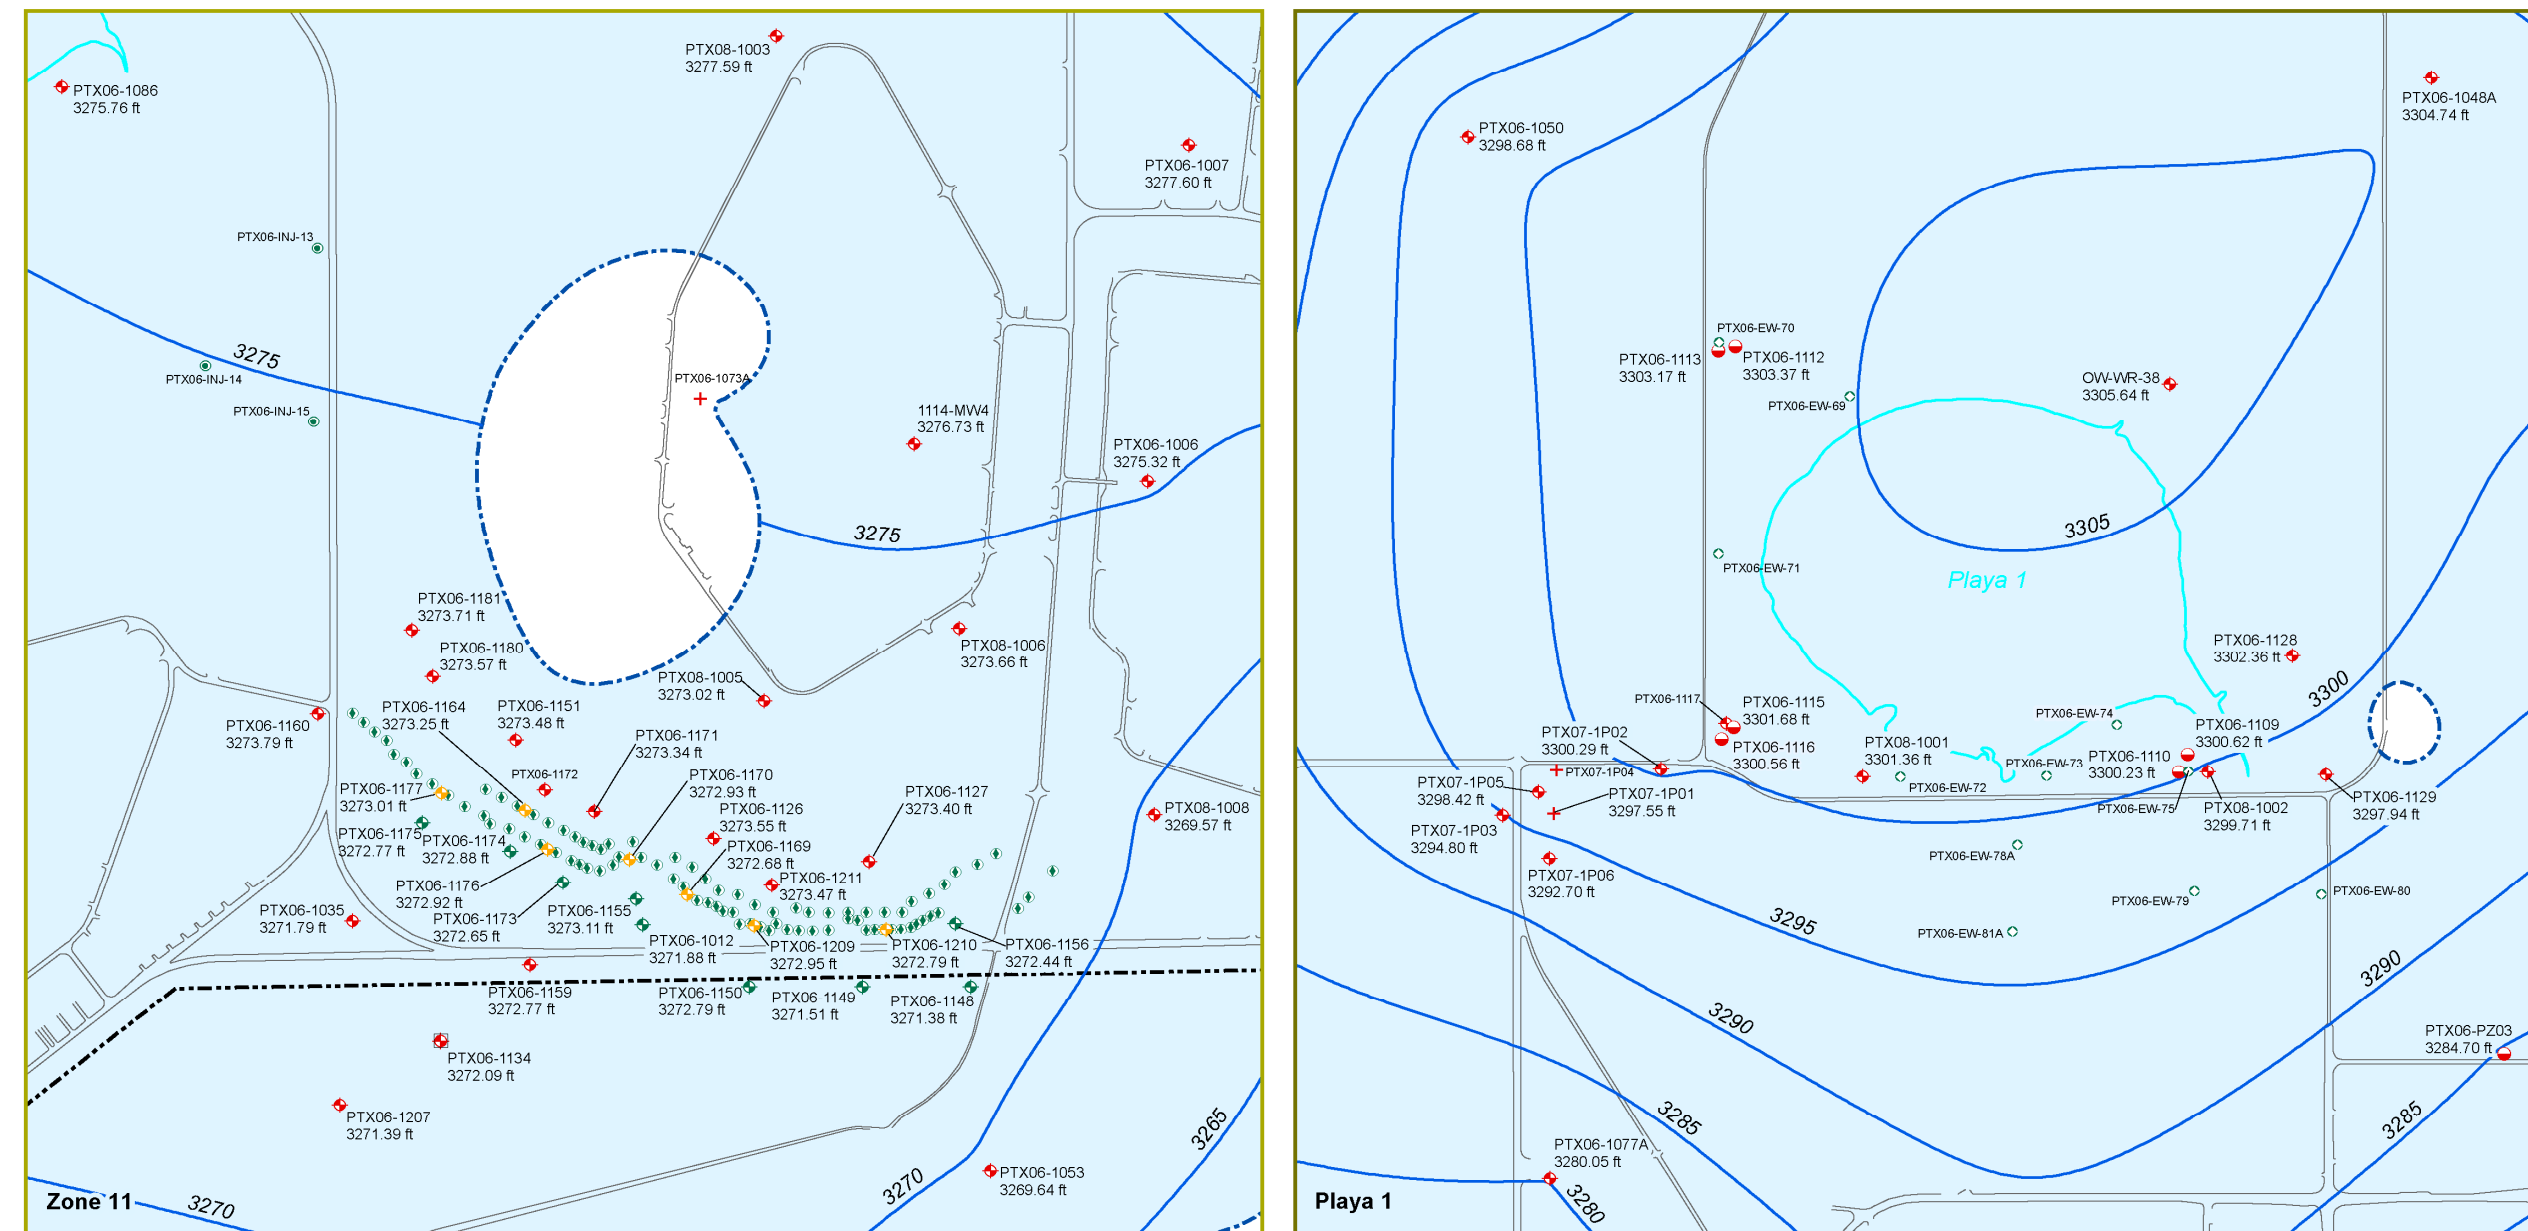 PTX08-1003
3277.59 ft
PTX06-1086
3275.76 ft
PTX06-1007
3277.60 ft
PTX06-INJ-13
3275
PTX06-INJ-14
PTX06-INJ-15
PTX06-1073A
1114-MW4
3276.73 ft
PTX06-1006
3275.32 ft
3275
PTX06-1181
3273.71 ft
PTX06-1180
3273.57 ft
PTX08-1006
3273.66 ft
PTX08-1005
3273.02 ft
PTX06-1164
3273.25 ft
PTX06-1151
3273.48 ft
PTX06-1160
3273.79 ft
PTX06-1171
3273.34 ft
PTX06-1172
PTX06-1170
3272.93 ft
PTX06-1177
3273.01 ft
PTX06-1126
3273.55 ft
PTX06-1127
3273.40 ft
PTX08-1008
3269.57 ft
PTX06-1175
3272.77 ft
PTX06-1174
3272.88 ft
PTX06-1169
3272.68 ft
PTX06-1211
3273.47 ft
PTX06-1176
3272.92 ft
PTX06-1035
3271.79 ft
PTX06-1173
3272.65 ft
PTX06-1155
3273.11 ft
PTX06-1012
3271.88 ft
PTX06-1209
3272.95 ft
PTX06-1210
3272.79 ft
PTX06-1156
3272.44 ft
PTX06-1159
3272.77 ft
PTX06-1150
3272.79 ft
PTX06-1149
3271.51 ft
PTX06-1148
3271.38 ft
PTX06-1134
3272.09 ft
PTX06-1207
3271.39 ft
3265
PTX06-1053
3269.64 ft
3270
3270
Zone 11
PTX06-1048A
3304.74 ft
PTX06-1050
3298.68 ft
PTX06-EW-70
PTX06-1113
3303.17 ft
PTX06-1112
3303.37 ft
OW-WR-38
3305.64 ft
PTX06-EW-69
3305
PTX06-EW-71
Playa 1
PTX06-1128
3302.36 ft
3300
PTX06-1117
PTX06-1115
3301.68 ft
PTX06-EW-74
PTX06-1109
3300.62 ft
PTX07-1P02
3300.29 ft
PTX06-1116
3300.56 ft
PTX08-1001
3301.36 ft
PTX06-1110
3300.23 ft
PTX06-EW-73
PTX07-1P04
PTX07-1P05
3298.42 ft
PTX06-EW-72
PTX07-1P01
3297.55 ft
PTX06-EW-75
PTX08-1002
3299.71 ft
PTX06-1129
3297.94 ft
PTX07-1P03
3294.80 ft
PTX06-EW-78A
PTX07-1P06
3292.70 ft
PTX06-EW-79
PTX06-EW-80
3295
PTX06-EW-81A
3290
3290
PTX06-PZ03
3284.70 ft
3285
3285
PTX06-1077A
3280.05 ft
3280
Playa 1